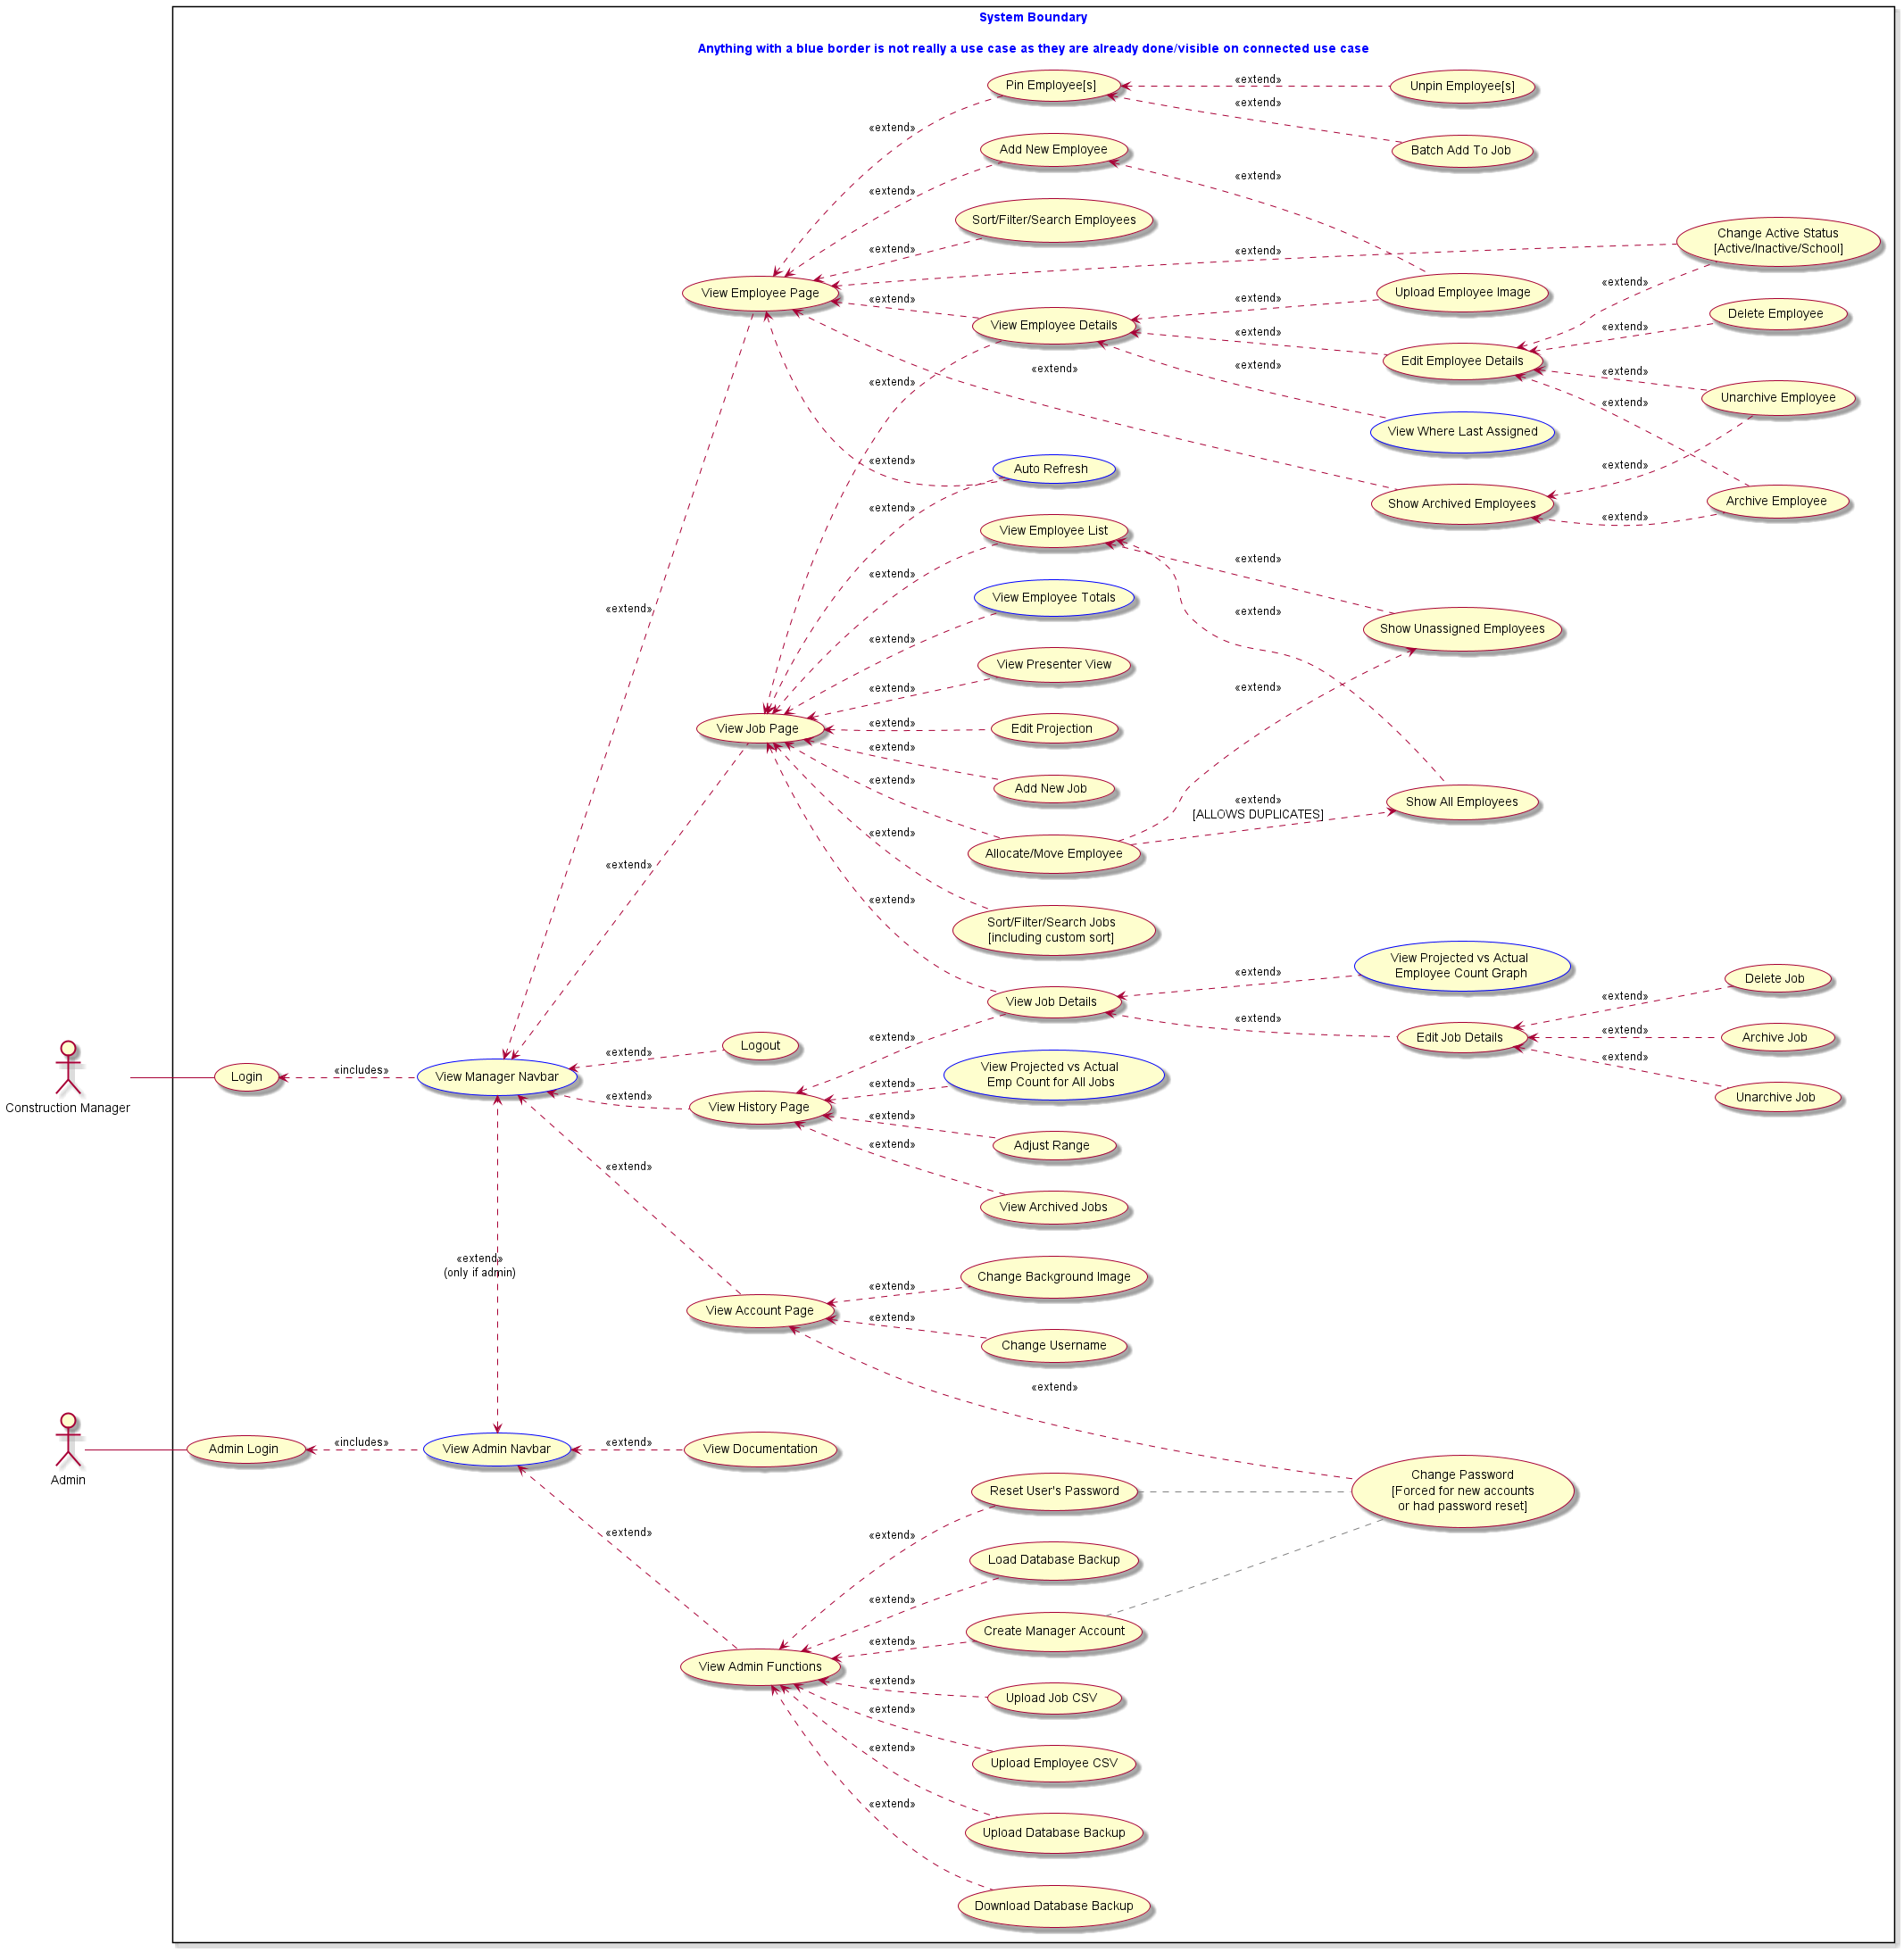 System Boundary
Anything with a blue border is not really a use case as they are already done/visible on connected use case
Pin Employee[s]
«extend»
Unpin Employee[s]
«extend»
«extend»
Add New Employee
Batch Add To Job
«extend»
«extend»
Sort/Filter/Search Employees
«extend»
«extend»
Change Active Status
[Active/Inactive/School]
View Employee Page
«extend»
View Employee Details
«extend»
Upload Employee Image
«extend»
Delete Employee
«extend»
«extend»
Edit Employee Details
«extend»
«extend»
«extend»
«extend»
Unarchive Employee
«extend»
View Where Last Assigned
«extend»
Auto Refresh
«extend»
Show Archived Employees
Archive Employee
«extend»
«extend»
View Employee List
«extend»
«extend»
View Employee Totals
«extend»
«extend»
Show Unassigned Employees
«extend»
View Presenter View
«extend»
«extend»
View Job Page
«extend»
Edit Projection
«extend»
Add New Job
«extend»
«extend»
[ALLOWS DUPLICATES]
Show All Employees
«extend»
Allocate/Move Employee
«extend»
«extend»
Sort/Filter/Search Jobs
[including custom sort]
View Projected vs Actual
Employee Count Graph
«extend»
View Job Details
Delete Job
«extend»
«extend»
Edit Job Details
«extend»
Archive Job
«extend»
Unarchive Job
Logout
«extend»
Construction Manager
Login
«includes»
View Manager Navbar
«extend»
View History Page
«extend»
View Projected vs Actual
Emp Count for All Jobs
«extend»
Adjust Range
«extend»
View Archived Jobs
«extend»
«extend»
(only if admin)
View Account Page
«extend»
Change Background Image
«extend»
Change Username
«extend»
Admin
Admin Login
«includes»
View Admin Navbar
«extend»
View Documentation
Reset User's Password
Change Password
[Forced for new accounts
or had password reset]
«extend»
«extend»
Load Database Backup
«extend»
Create Manager Account
«extend»
View Admin Functions
«extend»
Upload Job CSV
«extend»
Upload Employee CSV
«extend»
Upload Database Backup
«extend»
Download Database Backup